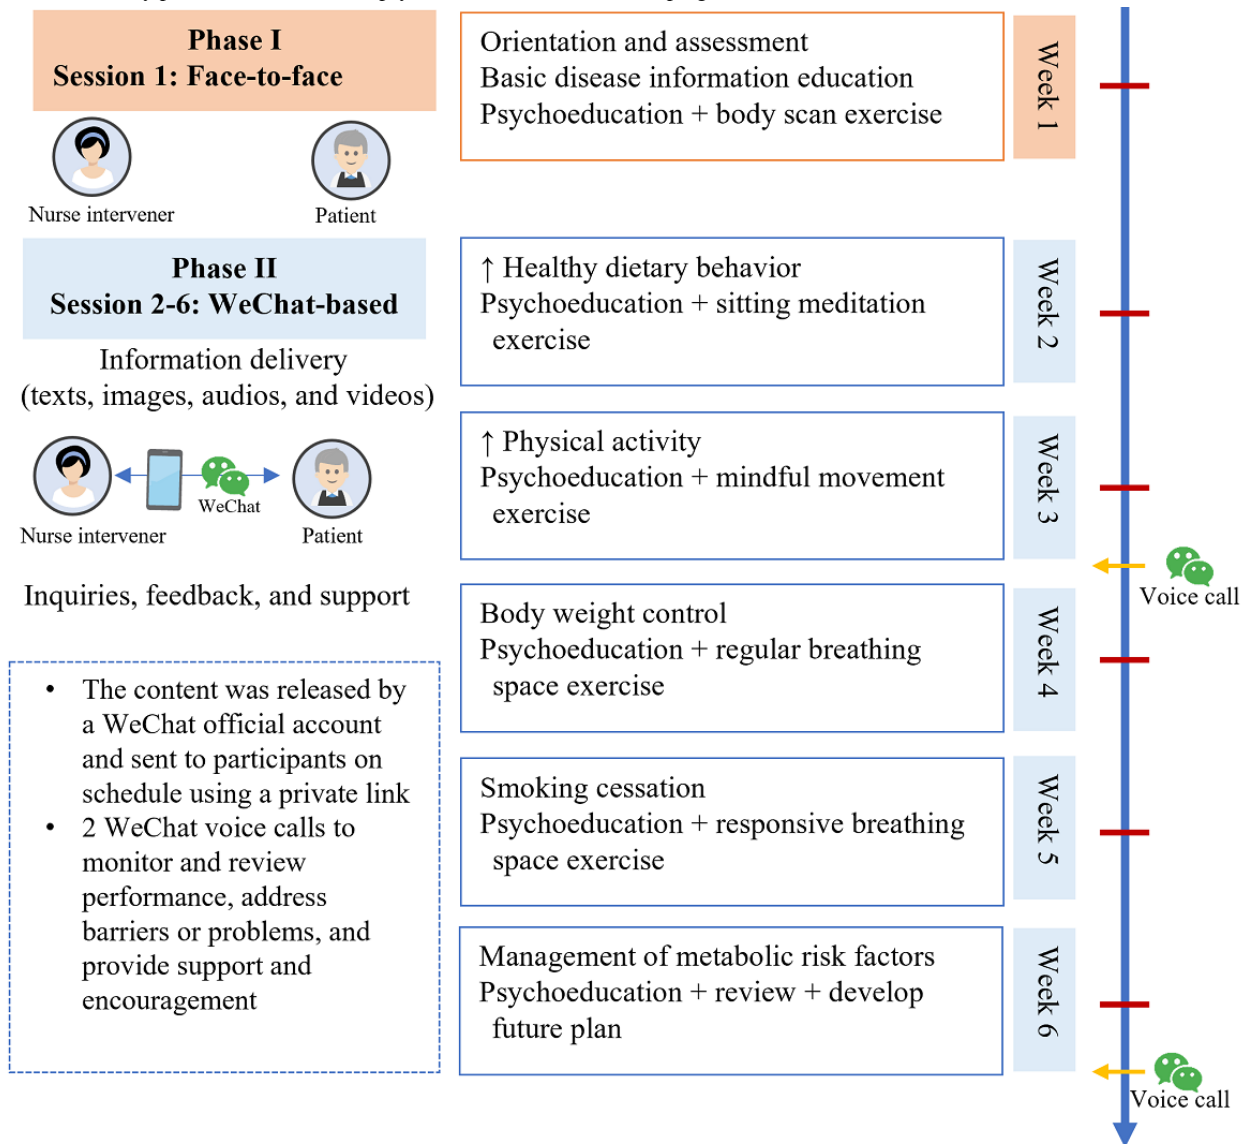 Phase I
Session 1: Face-to-face
Nurse intervener
Patient
Orientation and assessment
Basic disease information education
Psychoeducation + body scan exercise
Week 1
Phase II
Session 2-6: WeChat-based
Information delivery
(texts, images, audios, and videos)
WeChat
Nurse intervener
Patient
Inquiries, feedback, and support
• The content was released by
a WeChat official account
and sent to participants on
schedule using a private link
• 2 WeChat voice calls to
monitor and review
performance, address
barriers or problems, and
provide support and
encouragement
↑ Healthy dietary behavior
Psychoeducation + sitting meditation
exercise
Week 2
↑ Physical activity
Psychoeducation + mindful movement
exercise
Week 3
Voice call
Body weight control
Psychoeducation + regular breathing
space exercise
Week 4
Smoking cessation
Psychoeducation + responsive breathing
space exercise
Week 5
Management of metabolic risk factors
Psychoeducation + review + develop
future plan
Week 6
Voice call